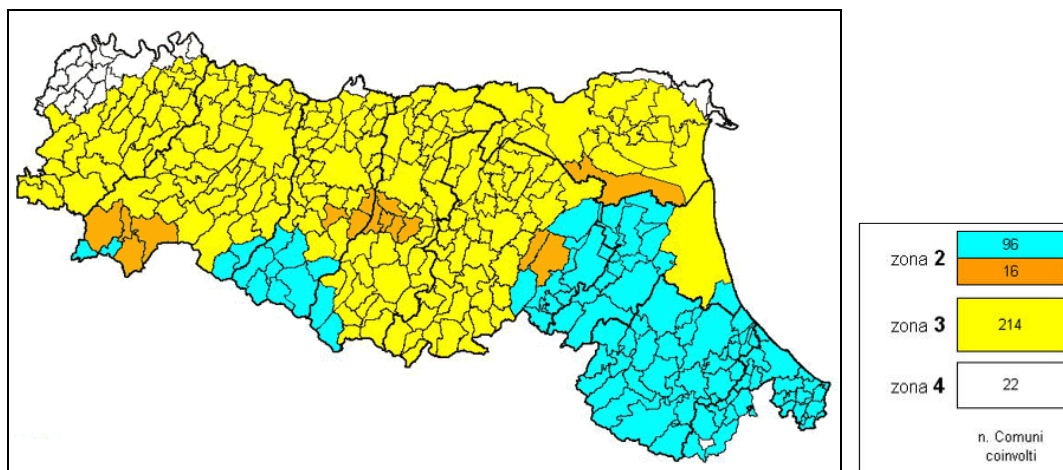 zona 2
96
16
zona 3
214
zona 4
22
n. Comuni
coinvolti